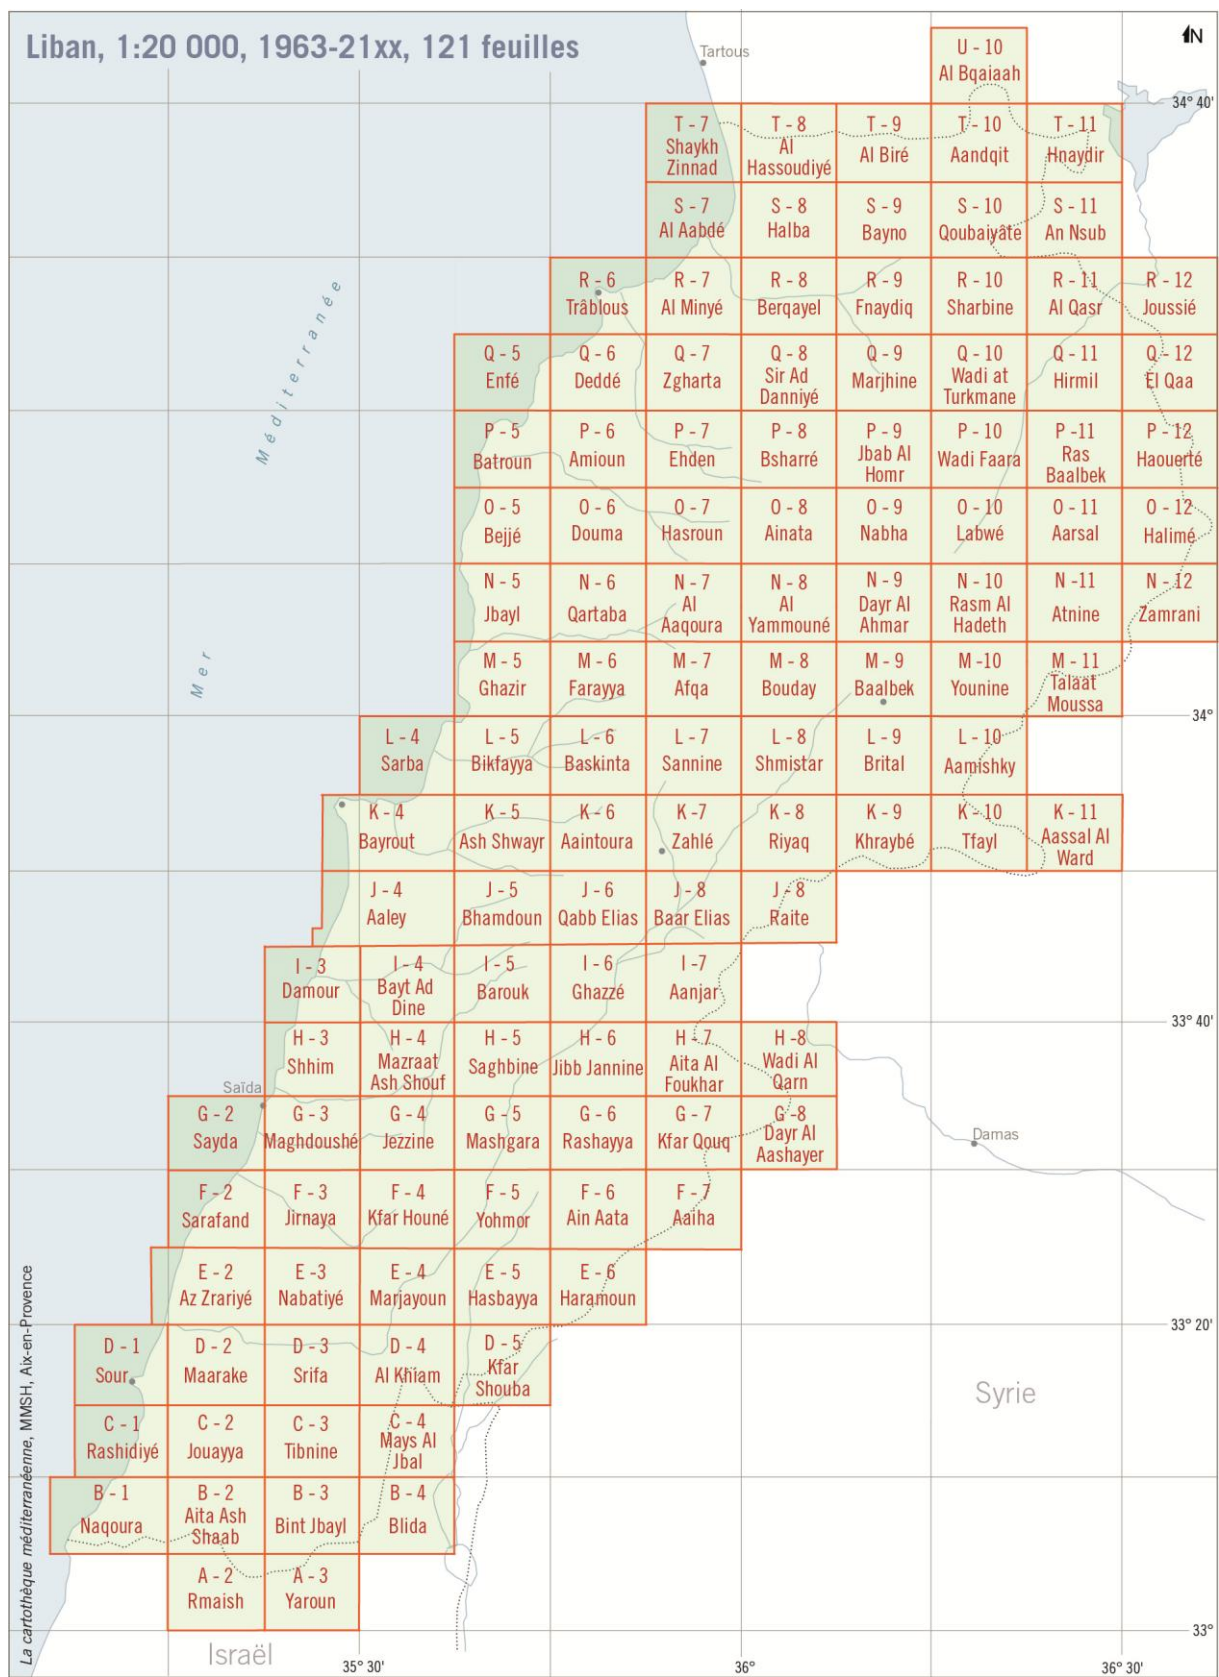 Liban, 1:20 000, 1963-21xx, 121 feuilles
N
Tartous
U - 10
Al Bqaiaah
34° 40'
T - 7
Shaykh
Zinnad
T - 8
Al
Hassoudiyé
T - 9
Al Biré
T - 10
Aandqit
T - 11
Hnaydir
S - 7
Al Aabdé
S - 8
Halba
S - 9
Bayno
S - 10
Qoubaiyâte
S - 11
An Nsub
R - 6
Trâblous
R - 7
Al Minyé
R - 8
Berqayel
R - 9
Fnaydiq
R - 10
Sharbine
R - 11
Al Qasr
R - 12
Joussié
Q - 5
Enfé
Q - 6
Deddé
Q - 7
Zgharta
Q - 8
Sir Ad
Danniyé
Q - 9
Marjhine
Q - 10
Wadi at
Turkmane
Q - 11
Hirmil
Q - 12
El Qaa
P - 5
Batroun
P - 6
Amioun
P - 7
Ehden
P - 8
Bsharré
P - 9
Jbab Al
Homr
P - 10
Wadi Faara
P -11
Ras
Baalbek
P - 12
Haouerté
O - 5
Bejjé
O - 6
Douma
O - 7
Hasroun
O - 8
Ainata
O - 9
Nabha
O - 10
Labwé
O - 11
Aarsal
O - 12
Halimé
N - 5
Jbayl
N - 6
Qartaba
N - 7
Al
Aaqoura
N - 8
Al
Yammouné
N - 9
Dayr Al
Ahmar
N - 10
Rasm Al
Hadeth
N -11
Atnine
N - 12
Zamrani
M - 5
Ghazir
M - 6
Farayya
M - 7
Afqa
M - 8
Bouday
M - 9
Baalbek
M -10
Younine
M - 11
Talaat
Moussa
34°
L - 4
Sarba
L - 5
Bikfayya
L - 6
Baskinta
L - 7
Sannine
L - 8
Shmistar
L - 9
Brital
L - 10
Aamishky
K - 4
Bayrout
K - 5
Ash Shwayr
K - 6
Aaintoura
K -7
Zahlé
K - 8
Riyaq
K - 9
Khraybé
K - 10
Tfayl
K - 11
Aassal Al
Ward
J - 4
Aaley
J - 5
Bhamdoun
J - 6
Qabb Elias
J - 8
Baar Elias
J - 8
Raite
I - 3
Damour
I - 4
Bayt Ad
Dine
I - 5
Barouk
I - 6
Ghazzé
I -7
Aanjar
33° 40'
H - 3
Shhim
H - 4
Mazraat
Ash Shouf
H - 5
Saghbine
H - 6
Jibb Jannine
H - 7
Aita Al
Foukhar
H -8
Wadi Al
Qarn
Saïda
G - 2
Sayda
G - 3
Maghdoushé
G - 4
Jezzine
G - 5
Mashgara
G - 6
Rashayya
G - 7
Kfar Qouq
G -8
Dayr Al
Aashayer
Damas
F - 2
Sarafand
F - 3
Jirnaya
F - 4
Kfar Houné
F - 5
Yohmor
F - 6
Ain Aata
F - 7
Aaiha
E - 2
Az Zrariyé
E -3
Nabatiyé
E - 4
Marjayoun
E - 5
Hasbayya
E - 6
Haramoun
33° 20'
D - 1
Sour
D - 2
Maarake
D - 3
Srifa
D - 4
Al Khiam
D - 5
Kfar
Shouba
Syrie
C - 1
Rashidiyé
C - 2
Jouayya
C - 3
Tibnine
C - 4
Mays Al
Jbal
B - 1
Naqoura
B - 2
Aita Ash
Shaab
B - 3
Bint Jbayl
B - 4
Blida
A - 2
Rmaish
A - 3
Yaroun
33°
Israël
35° 30'
36°
36° 30'
Mer Méditerranée
La cartothèque méditerranéenne, MMSH, Aix-en-Provence